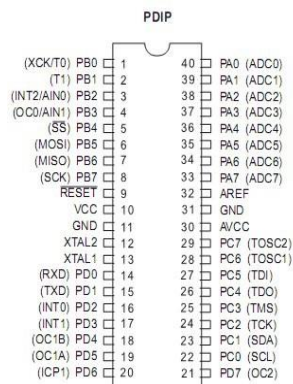 PDIP
(XCK/T0) PB0 1 40 PA0 (ADC0)
(T1) PB1 2 39 PA1 (ADC1)
(INT2/AIN0) PB2 3 38 PA2 (ADC2)
(OC0/AIN1) PB3 4 37 PA3 (ADC3)
(SS) PB4 5 36 PA4 (ADC4)
(MOSI) PB5 6 35 PA5 (ADC5)
(MISO) PB6 7 34 PA6 (ADC6)
(SCK) PB7 8 33 PA7 (ADC7)
RESET 9 32 AREF
VCC 10 31 GND
GND 11 30 AVCC
XTAL2 12 29 PC7 (TOSC2)
XTAL1 13 28 PC6 (TOSC1)
(RXD) PD0 14 27 PC5 (TDI)
(TXD) PD1 15 26 PC4 (TDO)
(INT0) PD2 16 25 PC3 (TMS)
(INT1) PD3 17 24 PC2 (TCK)
(OC1B) PD4 18 23 PC1 (SDA)
(OC1A) PD5 19 22 PC0 (SCL)
(ICP1) PD6 20 21 PD7 (OC2)